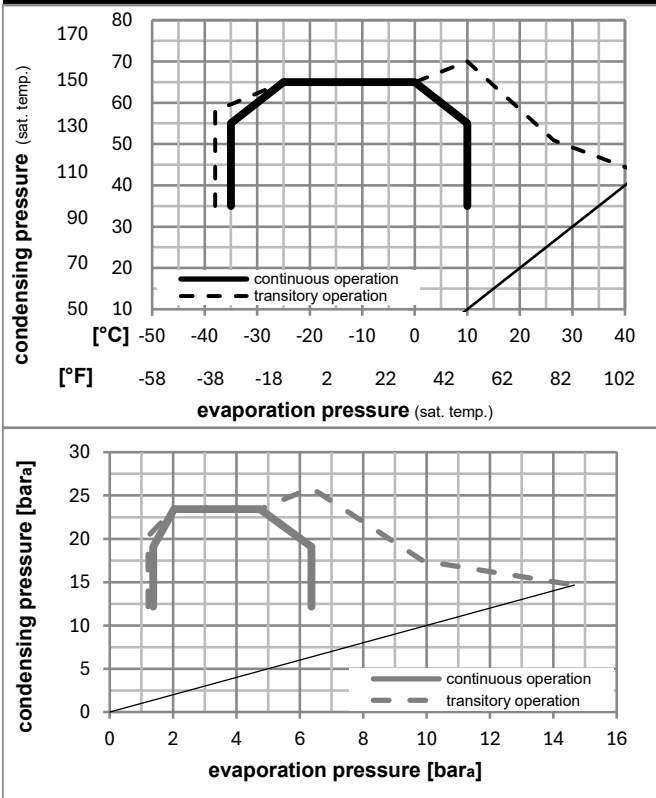 condensing pressure (sat. temp.)
170 80
70
150 60
130 50
110 40
90 30
70 20
50 10
continuous operation
transitory operation
[°C] -50 -40 -30 -20 -10 0 10 20 30 40
[°F] -58 -38 -18 2 22 42 62 82 102
evaporation pressure (sat. temp.)
condensing pressure [bara]
30
25
20
15
10
5
0
continuous operation
transitory operation
0 2 4 6 8 10 12 14 16
evaporation pressure [bara]